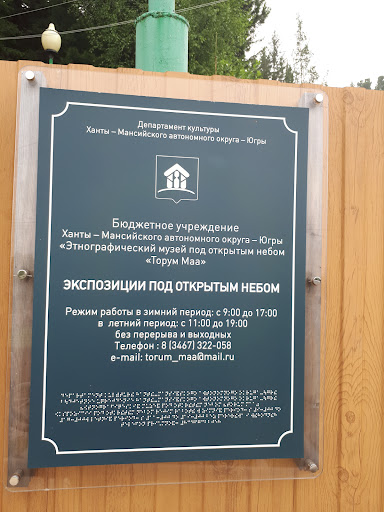 Департамент культуры
Ханты – Мансийского автономного округа – Югры
Бюджетное учреждение
Ханты – Мансийского автономного округа – Югры
«Этнографический музей под открытым небом
«Торум Маа»
ЭКСПОЗИЦИИ ПОД ОТКРЫТЫМ НЕБОМ
Режим работы в зимний период: с 9:00 до 17:00
в летний период: с 11:00 до 19:00
без перерыва и выходных
Телефон : 8 (3467) 322-058
e-mail: torum_maa@mail.ru